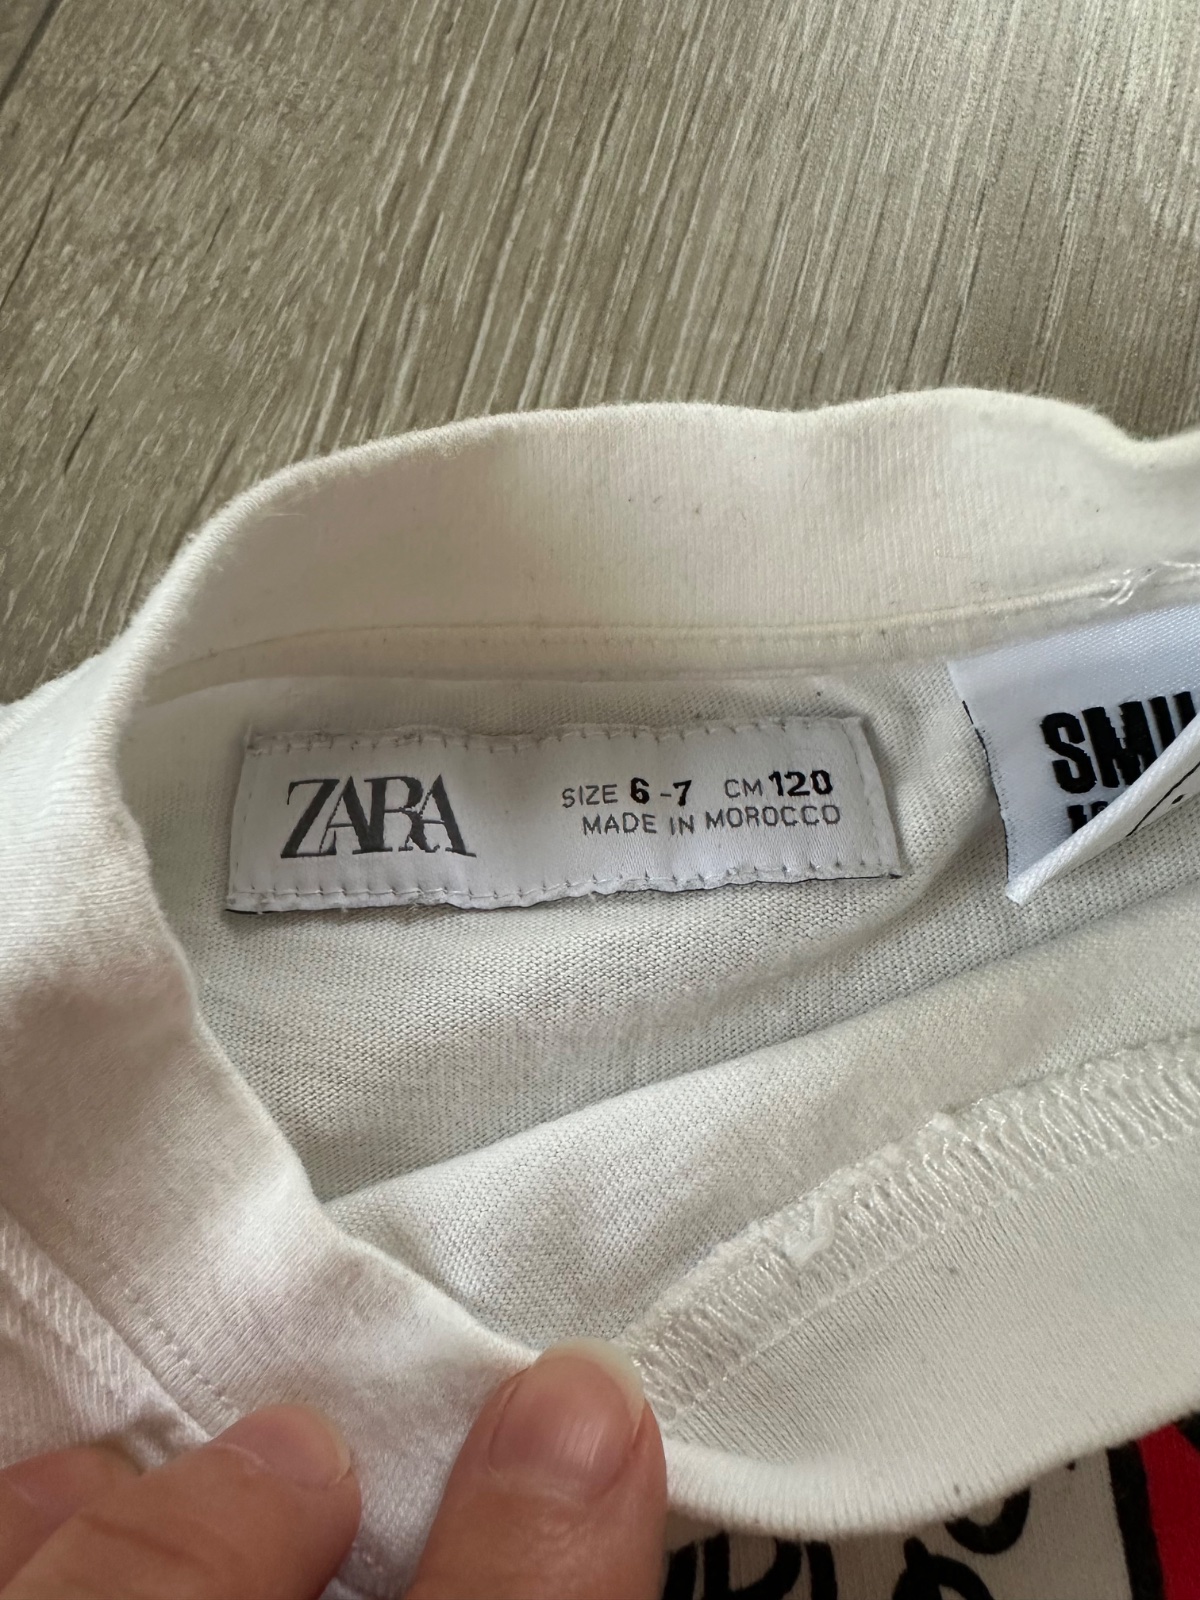 ZARA
SIZE 6-7 CM 120
MADE IN MOROCCO